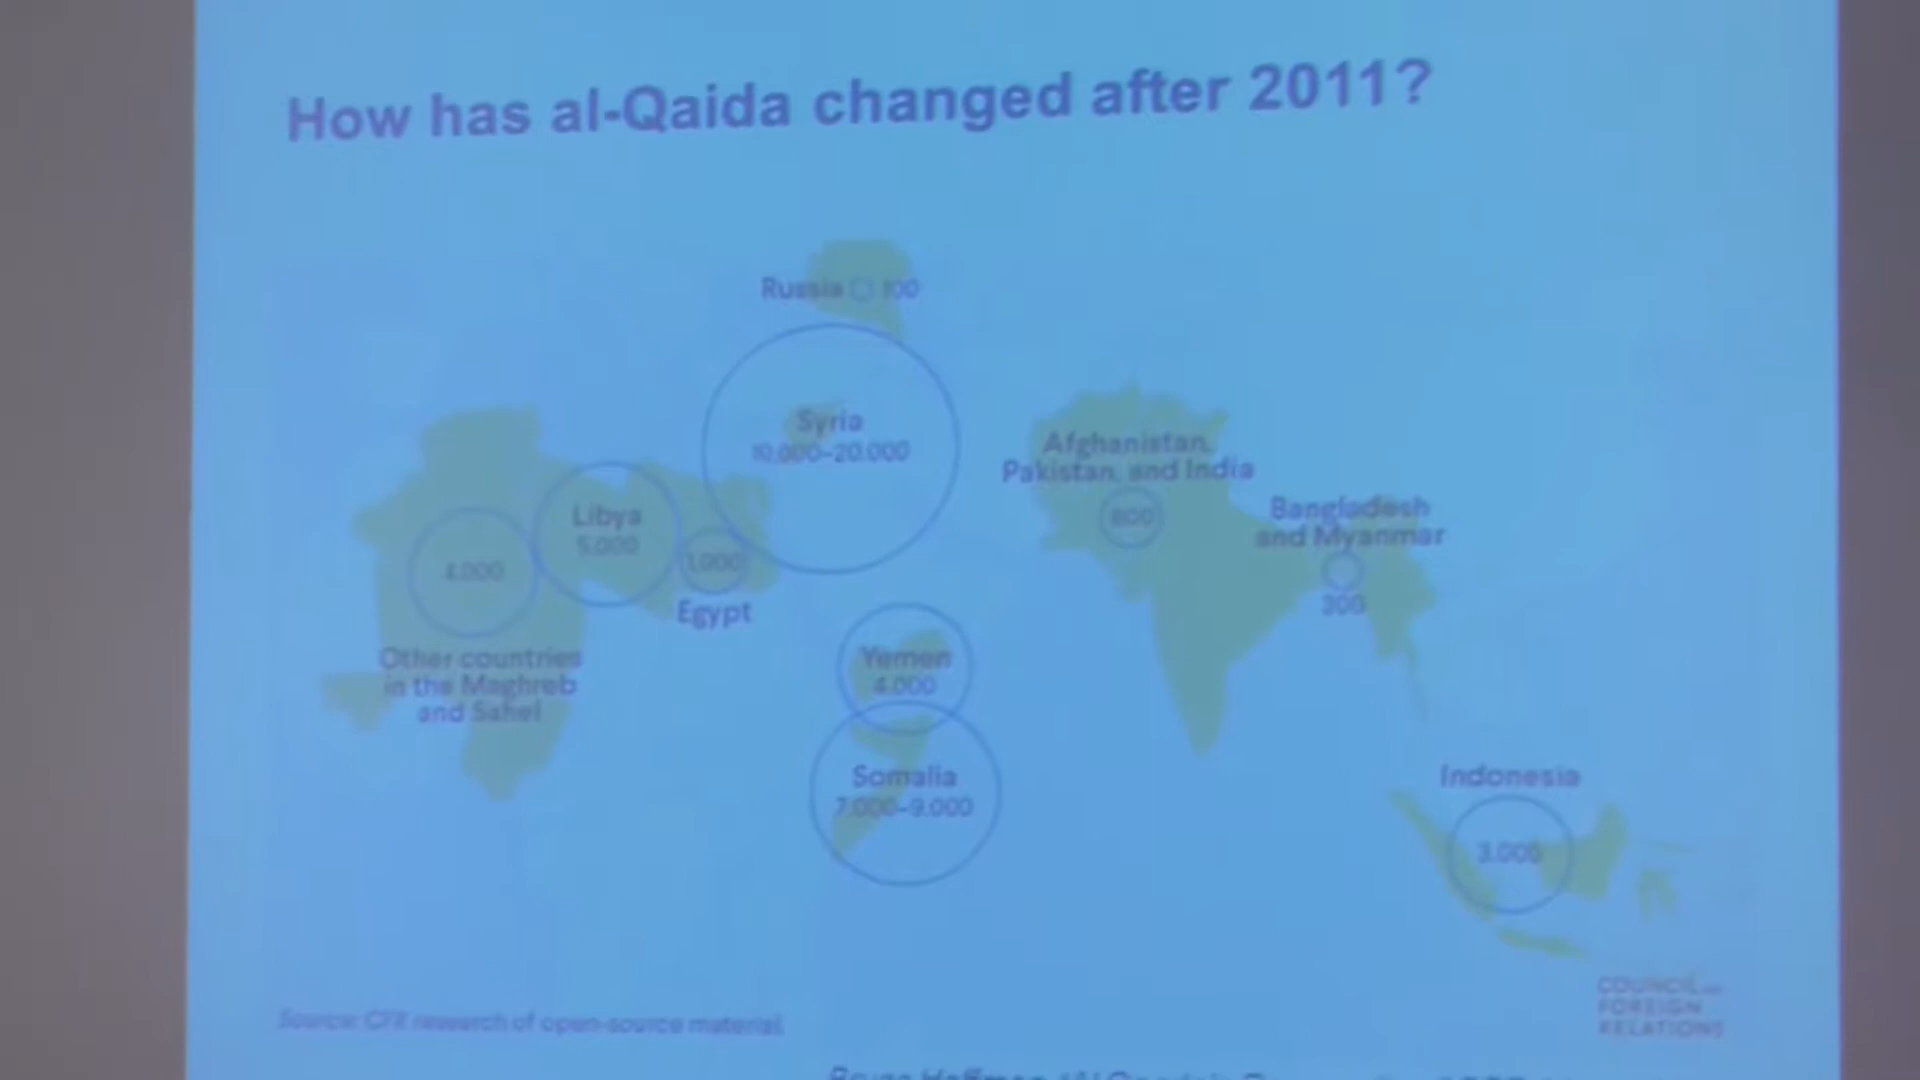 How has al-Qaida changed after 2011?
Russia 100
Syria
10,000–20,000
Afghanistan,
Pakistan, and India
800
Bangladesh
and Myanmar
300
Libya
5,000
1,000
Egypt
4,000
Other countries
in the Maghreb
and Sahel
Yemen
4,000
Somalia
7,000–9,000
Indonesia
3,000
COUNCIL on
FOREIGN
RELATIONS
Source: CFR research of open-source material.